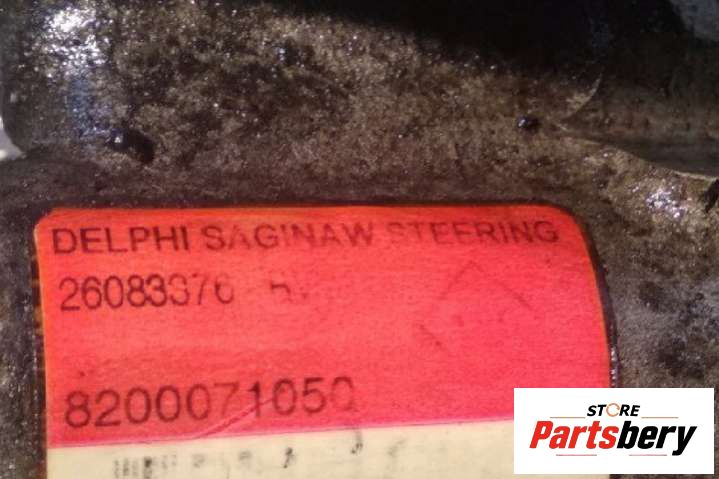 DELPHI SAGINAW STEERING
26083376
8200071050
STORE
Partsbery